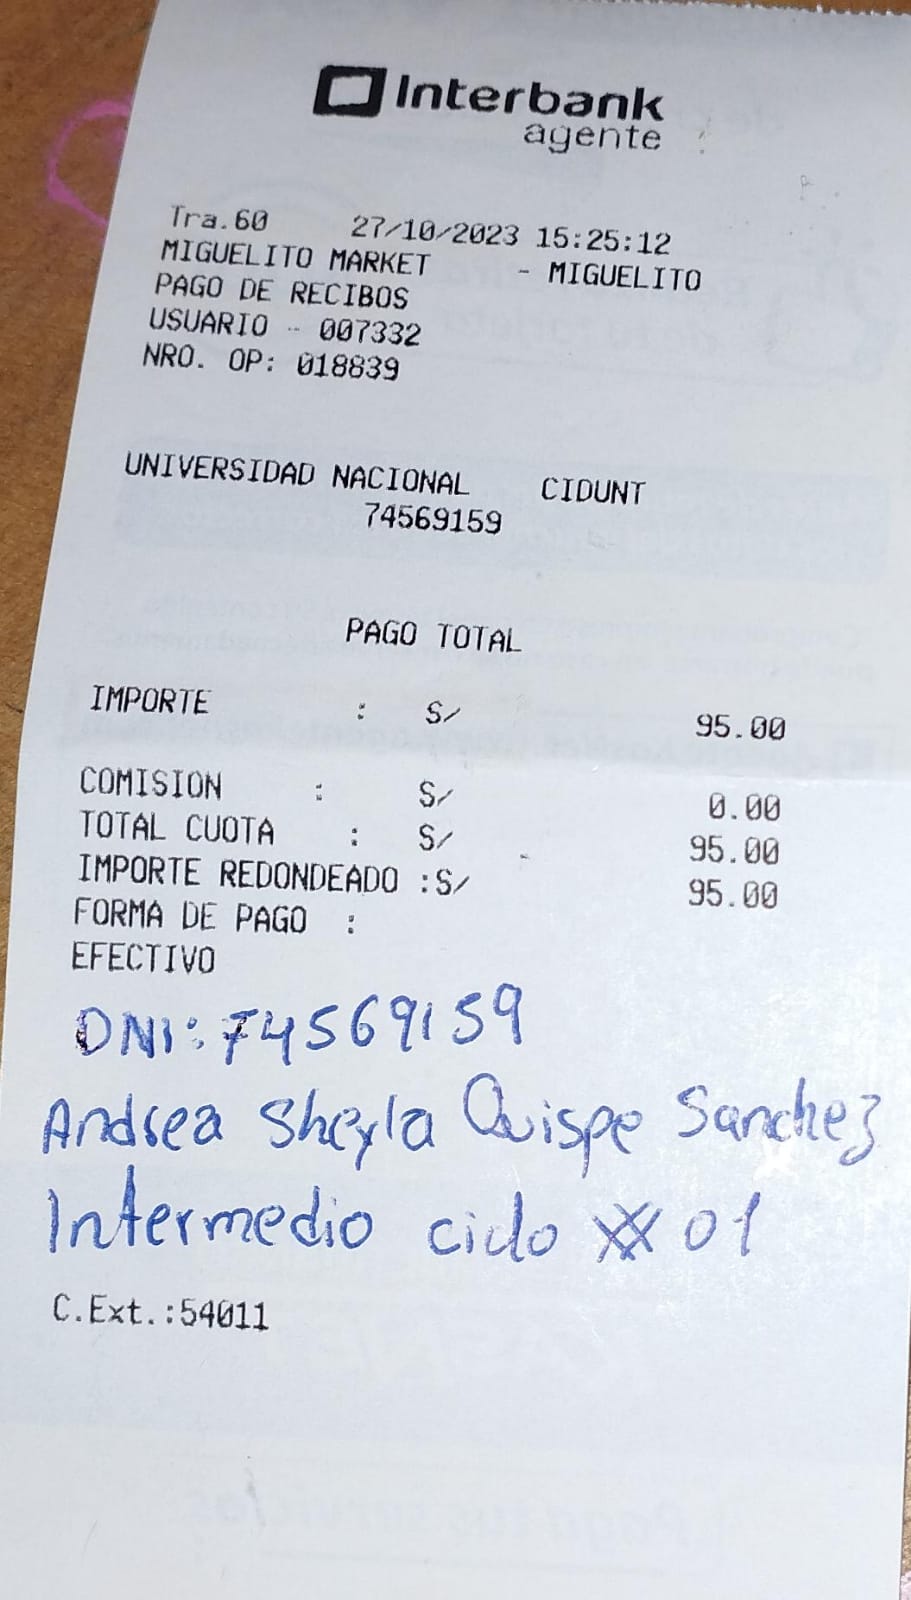 Interbank
agente
Tra.60 27/10/2023 15:25:12
MIGUELITO MARKET - MIGUELITO
PAGO DE RECIBOS
USUARIO - 007332
NRO. OP: 018839
UNIVERSIDAD NACIONAL CIDUNT
74569159
PAGO TOTAL
IMPORTE : S/ 95.00
COMISION : S/ 0.00
TOTAL CUOTA : S/ 95.00
IMPORTE REDONDEADO :S/ 95.00
FORMA DE PAGO :
EFECTIVO
DNI: 74569159
Andrea Sheyla Quispe Sanchez
Intermedio ciclo 01
C.Ext.:54011